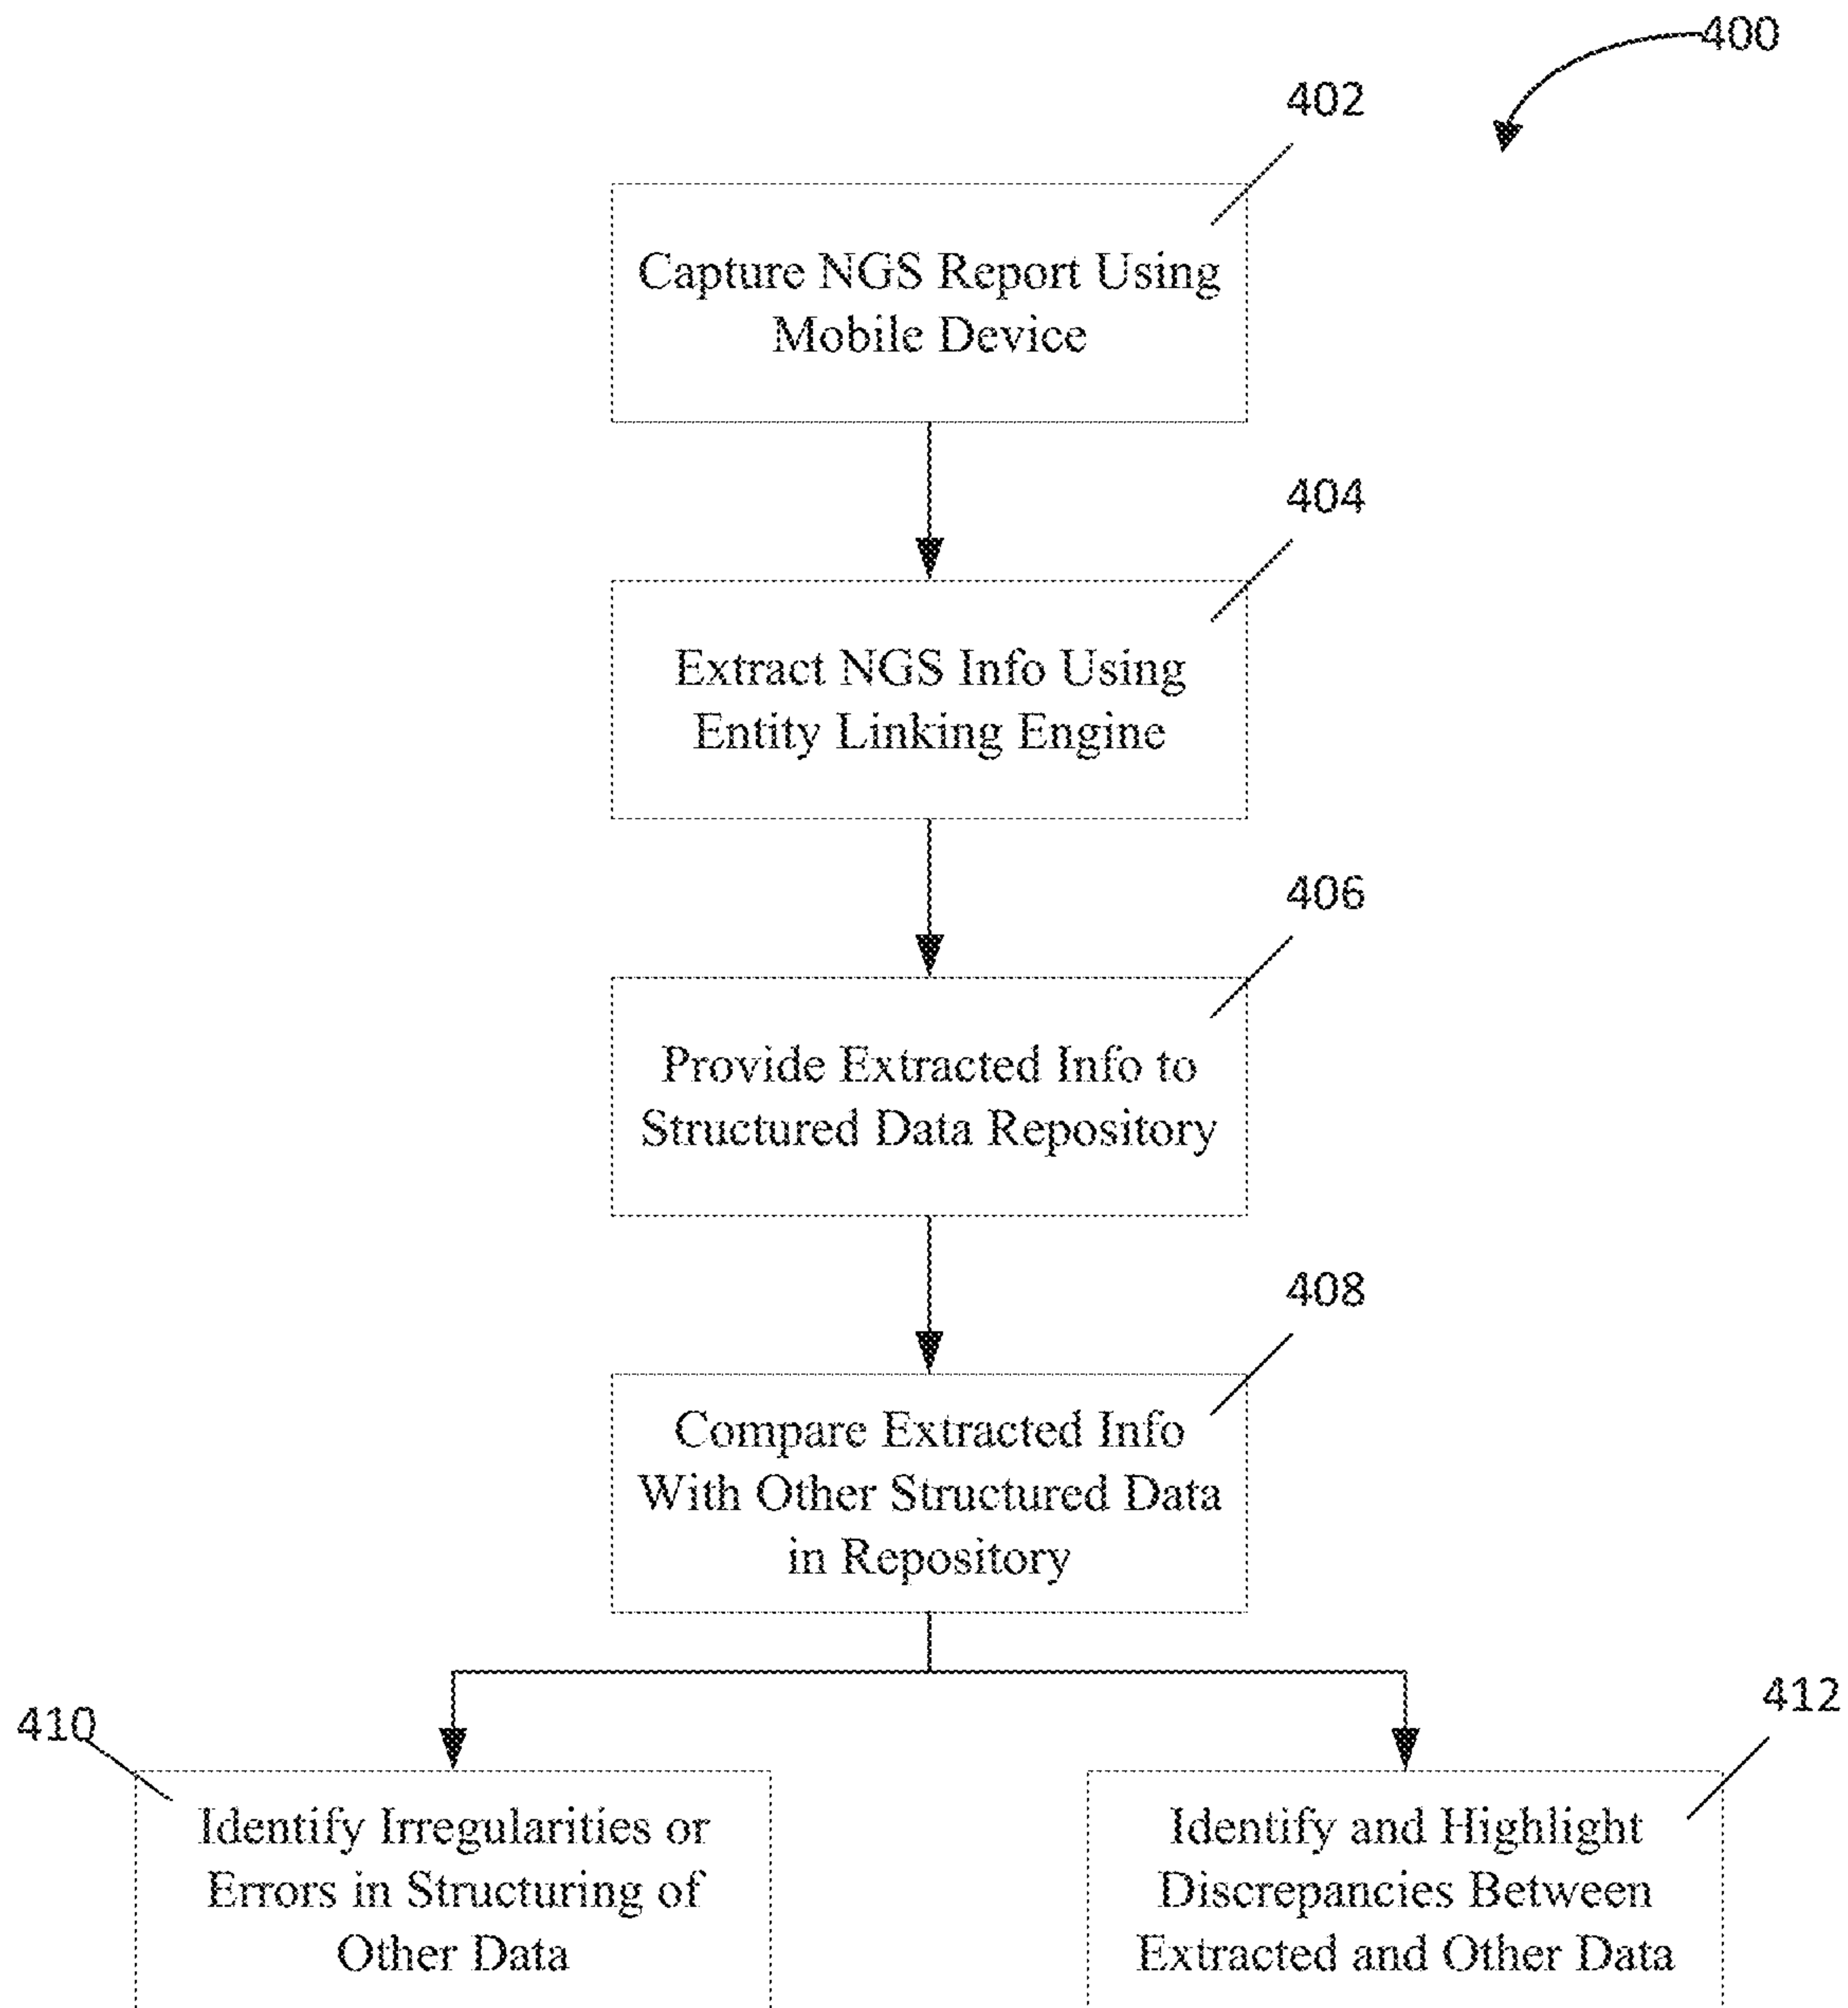 400
402
Capture NGS Report Using
Mobile Device
404
Extract NGS Info Using
Entity Linking Engine
406
Provide Extracted Info to
Structured Data Repository
408
Compare Extracted Info
With Other Structured Data
in Repository
410
Identify Irregularities or
Errors in Structuring of
Other Data
412
Identify and Highlight
Discrepancies Between
Extracted and Other Data